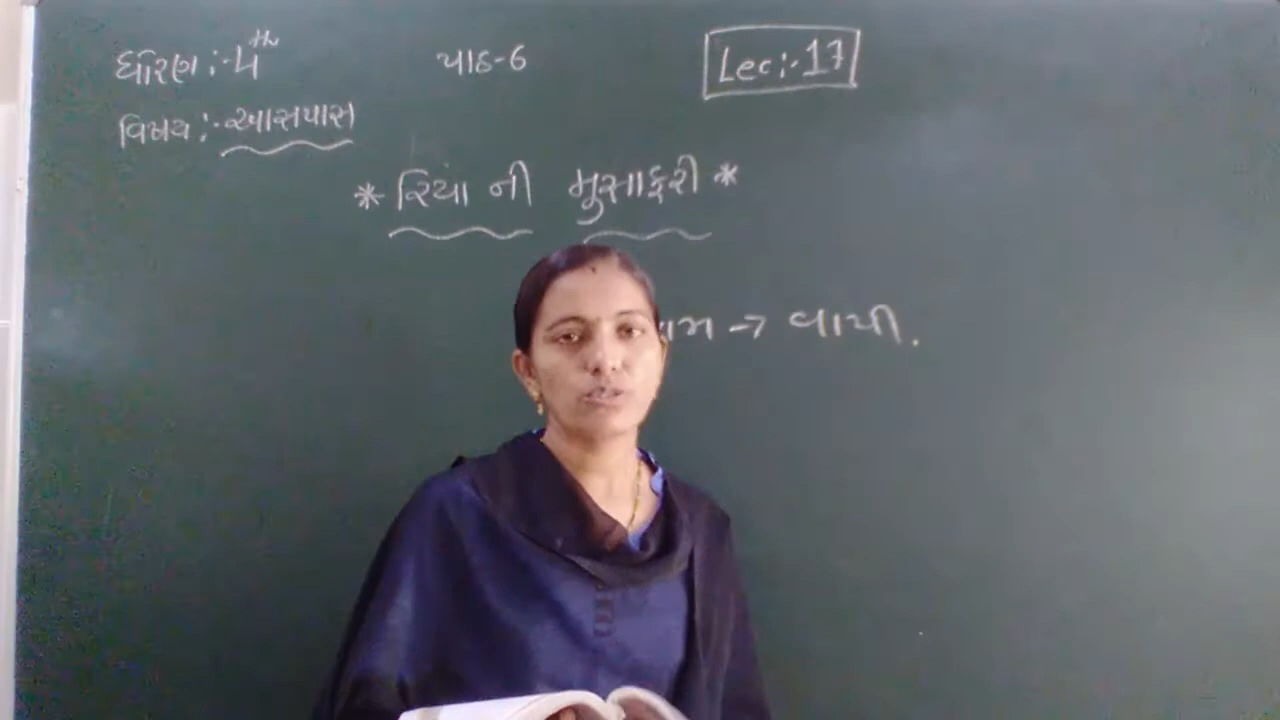 ધોરણ :- 4th
પાઠ-6
Lec:-17
વિષય :- આસપાસ
* રિયા ની મુસાફરી *
→ વાપી.